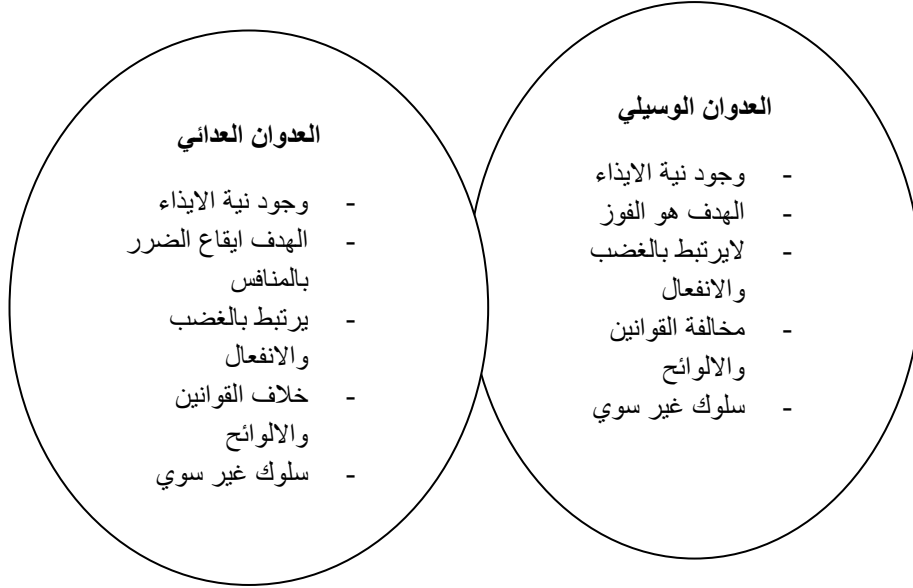 العدوان الوسيلي
- وجود نية الايذاء
- الهدف هو الفوز
- لايرتبط بالغضب
والانفعال
- مخالفة القوانين
والالوائح
- سلوك غير سوي
العدوان العدائي
- وجود نية الايذاء
- الهدف ايقاع الضرر
بالمنافس
- يرتبط بالغضب
والانفعال
- خلاف القوانين
والالوائح
- سلوك غير سوي